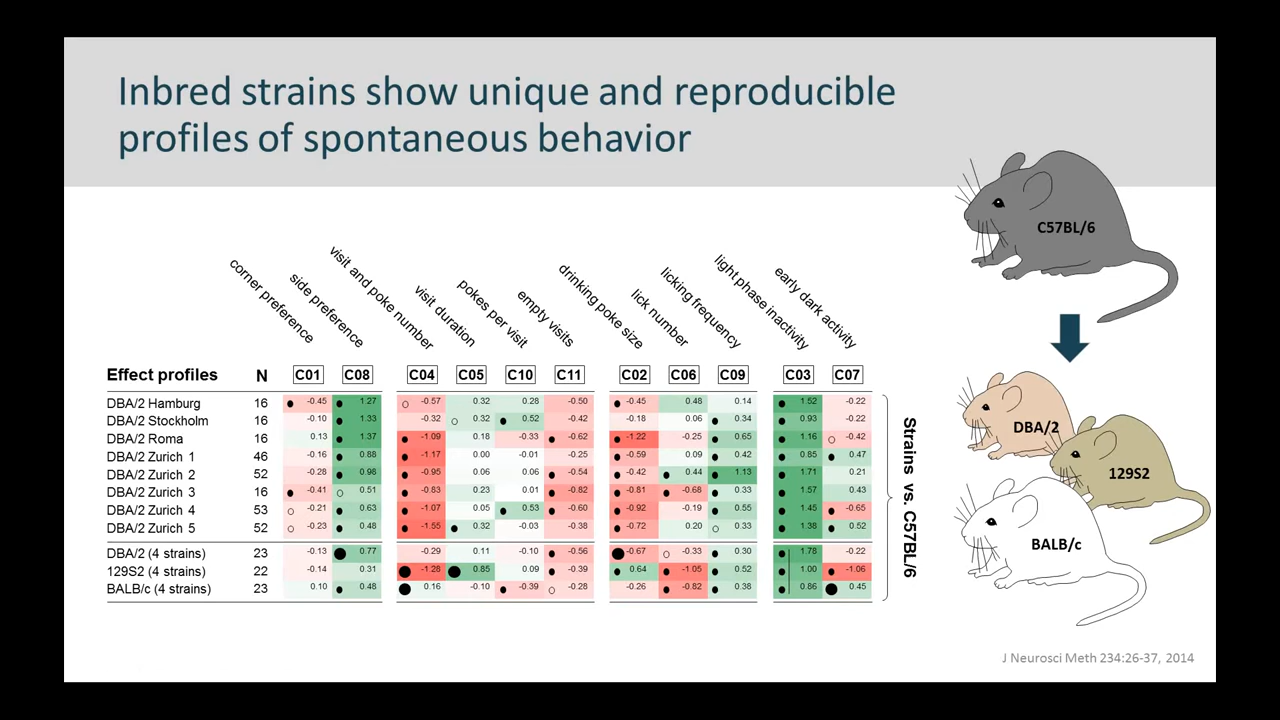 Inbred strains show unique and reproducible
profiles of spontaneous behavior
corner preference
side preference
visit and poke number
visit duration
pokes per visit
empty visits
drinking poke size
lick number
licking frequency
light phase inactivity
early dark activity
Effect profiles N C01 C08 C04 C05 C10 C11 C02 C06 C09 C03 C07
DBA/2 Hamburg 16 -0.45 1.27 -0.57 0.32 0.28 -0.50 -0.45 0.48 0.14 1.52 -0.22
DBA/2 Stockholm 16 -0.10 1.33 -0.32 0.32 0.52 -0.42 -0.18 0.06 0.34 0.93 -0.22
DBA/2 Roma 16 0.13 1.37 -1.09 0.18 -0.33 -0.62 -1.22 -0.25 0.65 1.16 -0.42
DBA/2 Zurich 1 46 -0.16 0.88 -1.17 0.00 -0.01 -0.25 -0.59 0.09 0.42 0.85 0.47
DBA/2 Zurich 2 52 -0.28 0.98 -0.95 0.06 0.06 -0.54 -0.42 0.44 1.13 1.71 0.21
DBA/2 Zurich 3 16 -0.41 0.51 -0.83 0.23 0.01 -0.82 -0.81 -0.68 0.33 1.57 0.43
DBA/2 Zurich 4 53 -0.21 0.63 -1.07 0.05 0.53 -0.60 -0.92 -0.19 0.55 1.45 -0.65
DBA/2 Zurich 5 52 -0.23 0.48 -1.55 0.32 -0.03 -0.38 -0.72 0.20 0.33 1.38 0.52
DBA/2 (4 strains) 23 -0.13 0.77 -0.29 0.11 -0.10 -0.56 -0.67 -0.33 0.30 1.78 -0.22
129S2 (4 strains) 22 -0.14 0.31 -1.28 0.85 0.09 -0.39 0.64 -1.05 0.52 1.00 -1.06
BALB/c (4 strains) 23 0.10 0.48 0.16 -0.10 -0.39 -0.28 -0.26 -0.82 0.38 0.86 0.45
Strains vs. C57BL/6
C57BL/6
DBA/2
129S2
BALB/c
J Neurosci Meth 234:26-37, 2014